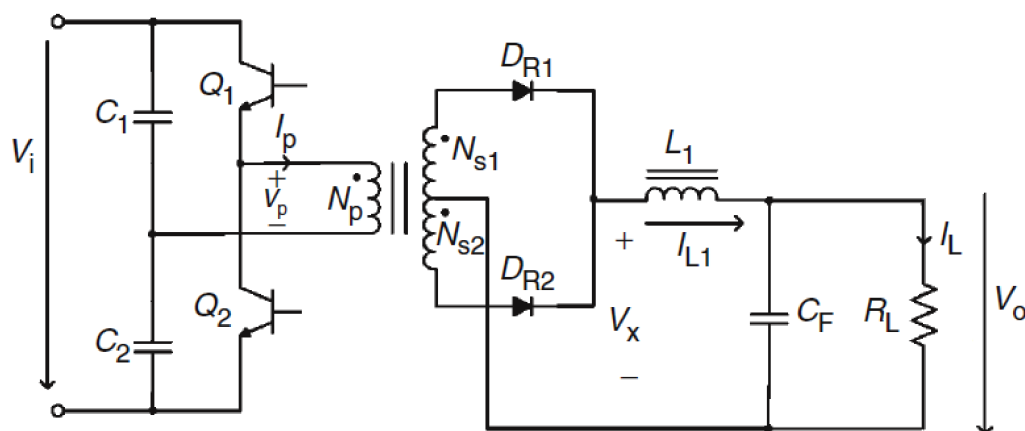 D_R1
Q_1
C_1
I_p
N_s1
L_1
V_i
+
N_p
v_p
−
N_s2
+
I_L1
I_L
D_R2
Q_2
V_x
C_F
R_L
V_o
C_2
−